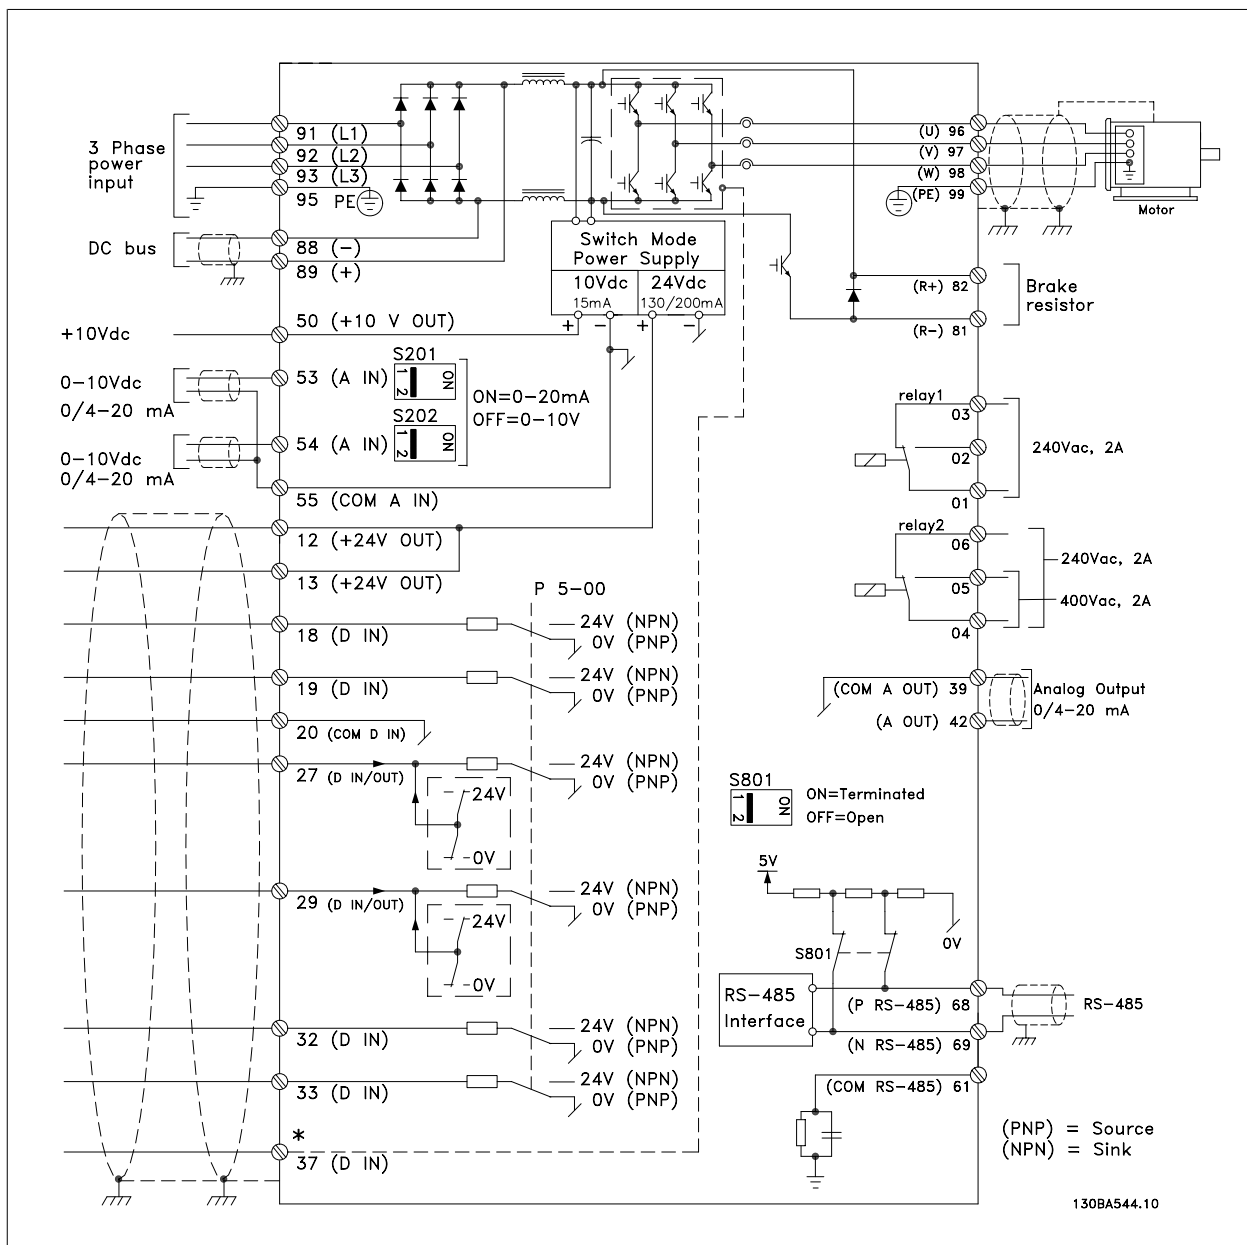 3 Phase
power
input
91 (L1)
92 (L2)
93 (L3)
95 PE
DC bus
88 (-)
89 (+)
Switch Mode
Power Supply
10Vdc
15mA
24Vdc
130/200mA
+ - + -
(U) 96
(V) 97
(W) 98
(PE) 99
Motor
(R+) 82
(R-) 81
Brake
resistor
+10Vdc
50 (+10 V OUT)
0-10Vdc
0/4-20 mA
53 (A IN)
S201
1 2
ON
0-10Vdc
0/4-20 mA
54 (A IN)
S202
1 2
ON
ON=0-20mA
OFF=0-10V
55 (COM A IN)
12 (+24V OUT)
13 (+24V OUT)
relay1
03
02
01
240Vac, 2A
relay2
06
05
04
240Vac, 2A
400Vac, 2A
P 5-00
18 (D IN)
24V (NPN)
0V (PNP)
19 (D IN)
24V (NPN)
0V (PNP)
20 (COM D IN)
27 (D IN/OUT)
24V (NPN)
0V (PNP)
24V
0V
29 (D IN/OUT)
24V (NPN)
0V (PNP)
24V
0V
32 (D IN)
24V (NPN)
0V (PNP)
33 (D IN)
24V (NPN)
0V (PNP)
*
37 (D IN)
(COM A OUT) 39
(A OUT) 42
Analog Output
0/4-20 mA
S801
1 2
ON
ON=Terminated
OFF=Open
5V
S801
0V
RS-485
Interface
(P RS-485) 68
(N RS-485) 69
(COM RS-485) 61
RS-485
(PNP) = Source
(NPN) = Sink
130BA544.10